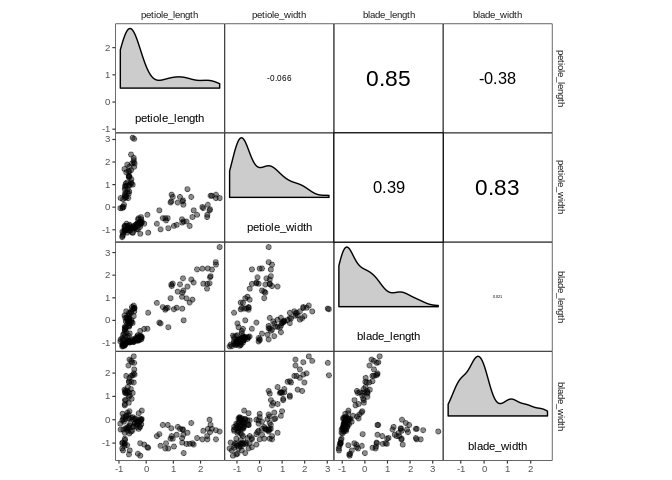 petiole_length petiole_width blade_length blade_width
2
1
0
-1
petiole_length
-0.066
0.85
-0.38
petiole_length
3
2
1
0
-1
petiole_width
0.39
0.83
petiole_width
3
2
1
0
-1
blade_length
0.021
blade_length
2
1
0
-1
blade_width
blade_width
-1 0 1 2 -1 0 1 2 3 -1 0 1 2 3 -1 0 1 2